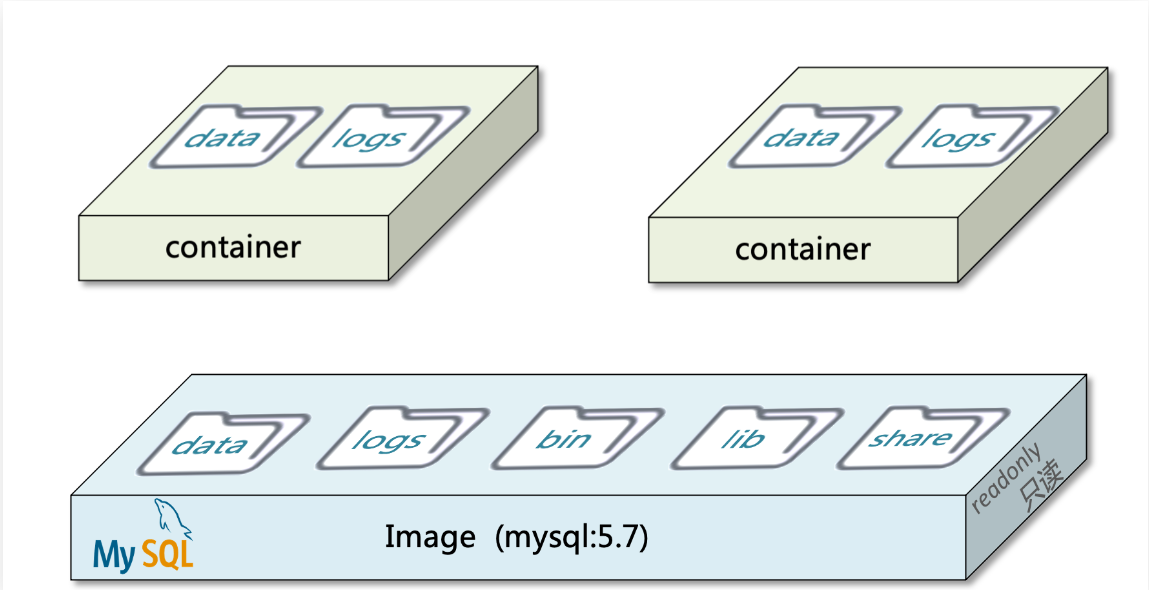 data logs
container
data logs
container
data logs bin lib share
readonly
只读
MySQL
Image (mysql:5.7)